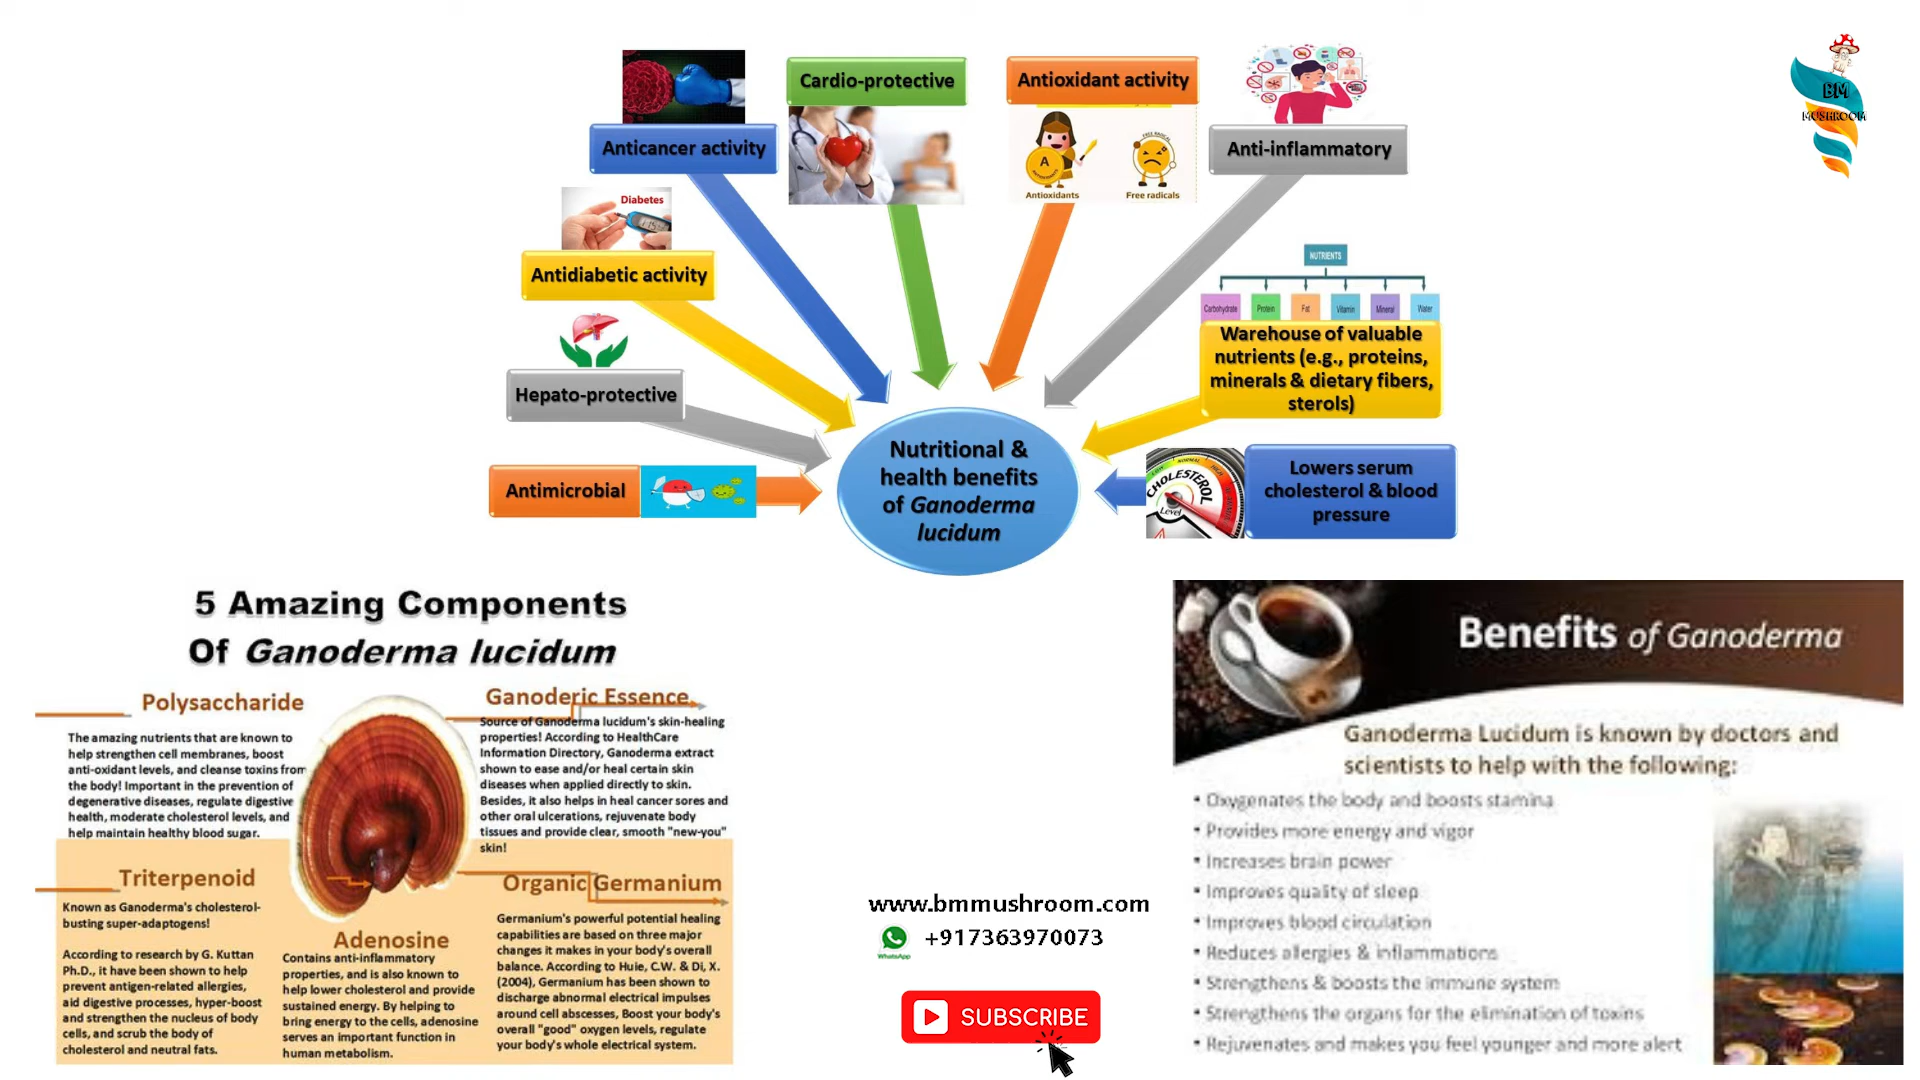 Cardio-protective
Antioxidant activity
BM
MUSHROOM
Anticancer activity
Anti-inflammatory
FREE RADICAL
A
Antioxidants
Free radicals
Diabetes
Antidiabetic activity
NUTRIENTS
Carbohydrate
Protein
Fat
Vitamin
Mineral
Water
Warehouse of valuable
nutrients (e.g., proteins,
minerals & dietary fibers,
sterols)
Hepato-protective
Antimicrobial
Nutritional &
health benefits
of Ganoderma
lucidum
LOW
NORMAL
HIGH
CHOLESTEROL
Level
Lowers serum
cholesterol & blood
pressure
5 Amazing Components
Of Ganoderma lucidum
Polysaccharide
The amazing nutrients that are known to
help strengthen cell membranes, boost
anti-oxidant levels, and cleanse toxins from
the body! Important in the prevention of
degenerative diseases, regulate digestive
health, moderate cholesterol levels, and
help maintain healthy blood sugar.
Ganoderic Essence
Source of Ganoderma lucidum's skin-healing
properties! According to HealthCare
Information Directory, Ganoderma extract
shown to ease and/or heal certain skin
diseases when applied directly to skin.
Besides, it also helps in heal cancer sores and
other oral ulcerations, rejuvenate body
tissues and provide clear, smooth "new-you"
skin!
Triterpenoid
Known as Ganoderma's cholesterol-
busting super-adaptogens!
According to research by G. Kuttan
Ph.D., it have been shown to help
prevent antigen-related allergies,
aid digestive processes, hyper-boost
and strengthen the nucleus of body
cells, and scrub the body of
cholesterol and neutral fats.
Adenosine
Contains anti-inflammatory
properties, and is also known to
help lower cholesterol and provide
sustained energy. By helping to
bring energy to the cells, adenosine
serves an important function in
human metabolism.
Organic Germanium
Germanium's powerful potential healing
capabilities are based on three major
changes it makes in your body's overall
balance. According to Huie, C.W. & Di, X.
(2004), Germanium has been shown to
discharge abnormal electrical impulses
around cell abscesses, Boost your body's
overall "good" oxygen levels, regulate
your body's whole electrical system.
www.bmmushroom.com
WhatsApp
+917363970073
SUBSCRIBE
Benefits of Ganoderma
Ganoderma Lucidum is known by doctors and
scientists to help with the following:
• Oxygenates the body and boosts stamina
• Provides more energy and vigor
• Increases brain power
• Improves quality of sleep
• Improves blood circulation
• Reduces allergies & inflammations
• Strengthens & boosts the immune system
• Strengthens the organs for the elimination of toxins
• Rejuvenates and makes you feel younger and more alert